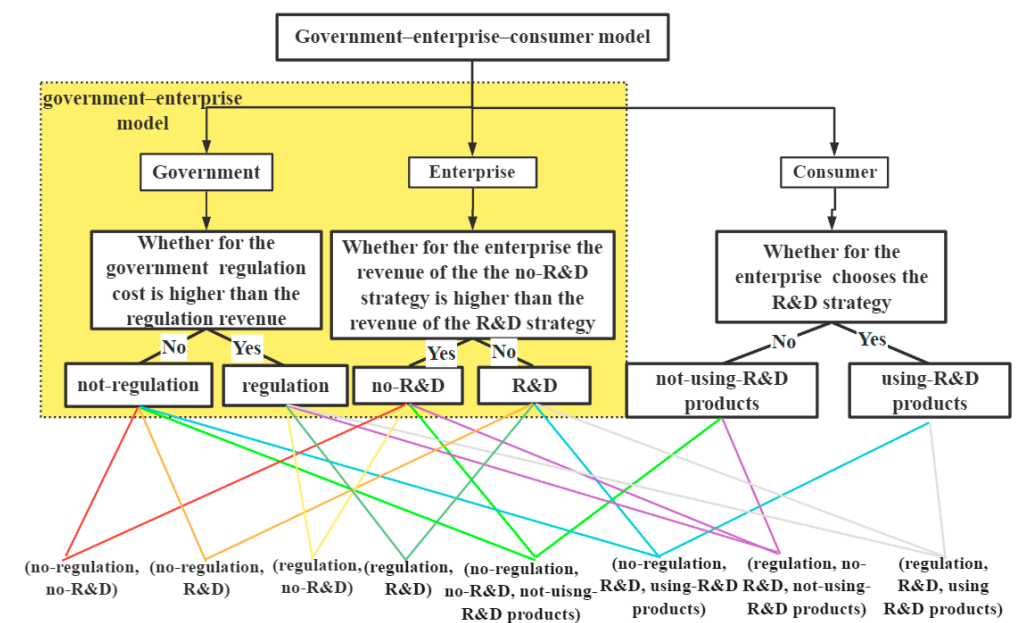 Government–enterprise–consumer model
government–enterprise
model
Government
Enterprise
Consumer
Whether for the
government regulation
cost is higher than the
regulation revenue
Whether for the enterprise the
revenue of the the no-R&D
strategy is higher than the
revenue of the R&D strategy
Whether for the
enterprise chooses the
R&D strategy
No
Yes
Yes
No
No
Yes
not-regulation
regulation
no-R&D
R&D
not-using-R&D
products
using-R&D
products
(no-regulation,
no-R&D)
(no-regulation,
R&D)
(regulation,
no-R&D)
(regulation,
R&D)
(no-regulation,
no-R&D, not-uisng-
R&D products)
(no-regulation,
R&D, using-R&D
products)
(regulation, no-
R&D, not-using-
R&D products)
(regulation,
R&D, using
R&D products)